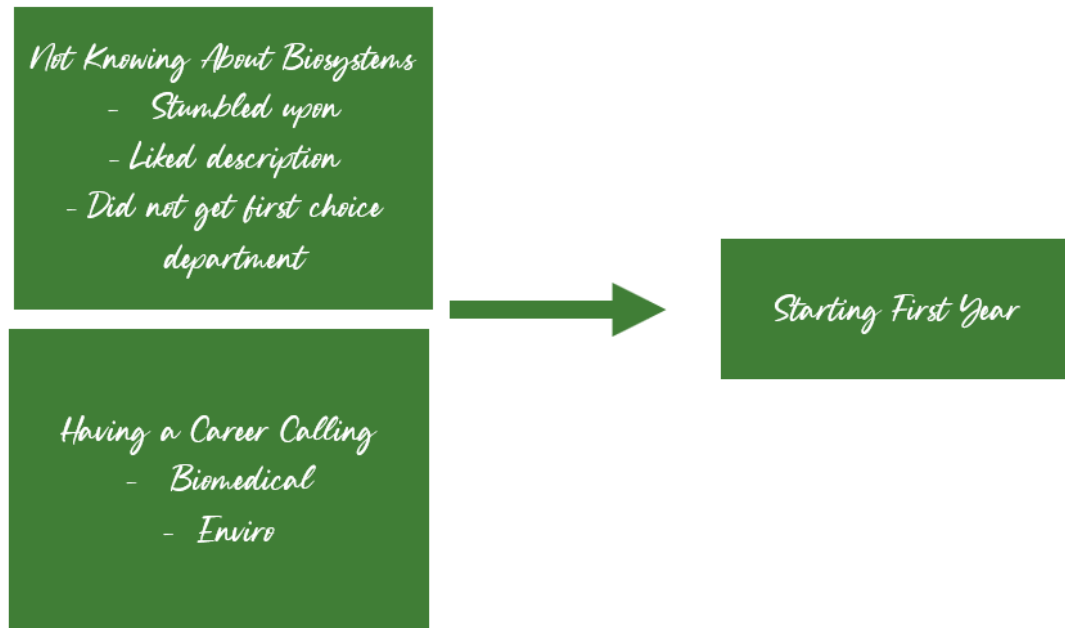 Not Knowing About Biosystems
- Stumbled upon
- Liked description
- Did not get first choice
department
Having a Career Calling
- Biomedical
- Enviro
Starting First Year